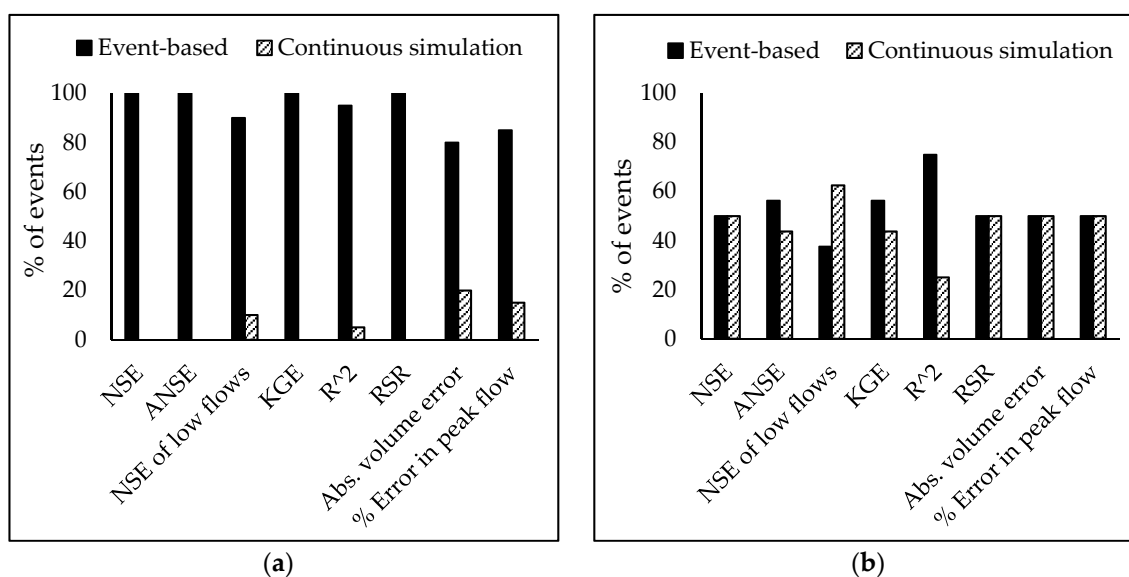 Event-based
Continuous simulation
% of events
100
80
60
40
20
0
NSE
ANSE
NSE of low flows
KGE
R^2
RSR
Abs. volume error
% Error in peak flow
(a)
Event-based
Continuous simulation
% of events
100
80
60
40
20
0
NSE
ANSE
NSE of low flows
KGE
R^2
RSR
Abs. volume error
% Error in peak flow
(b)